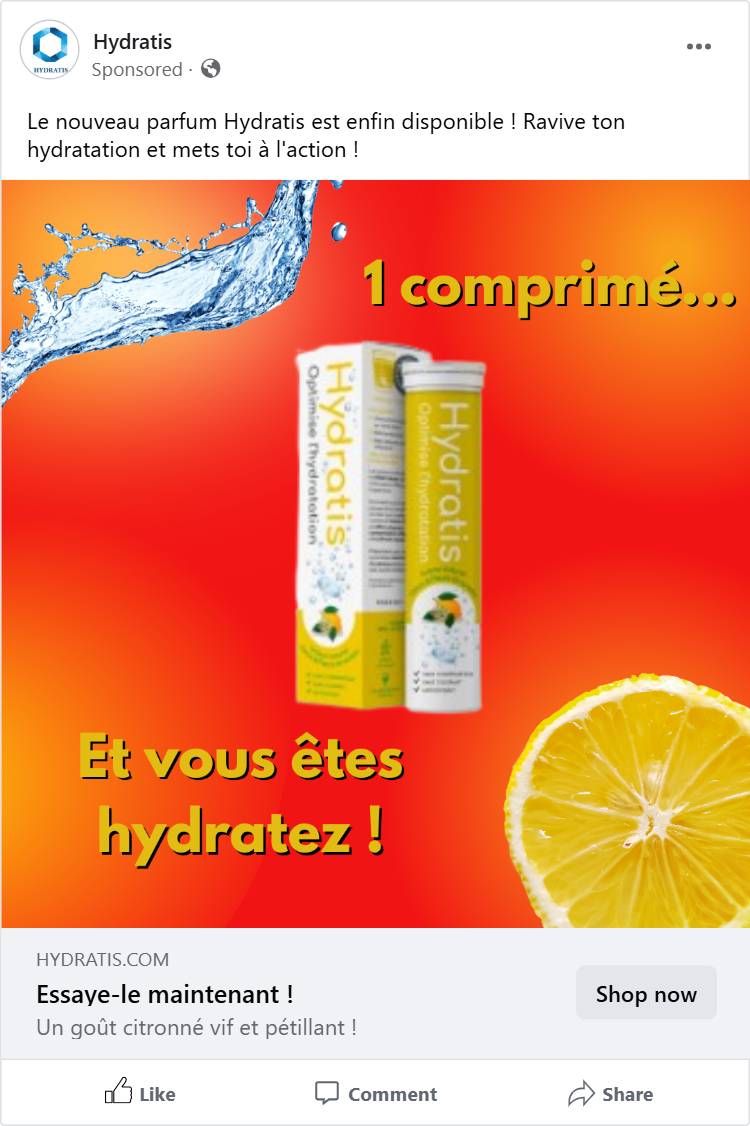 Hydratis
HYDRATIS
Sponsored ·
Le nouveau parfum Hydratis est enfin disponible ! Ravive ton
hydratation et mets toi à l'action !
1 comprimé...
Hydratis
Optimise l'hydratation
Hydratis
Optimise l'hydratation
Et vous êtes
hydratez !
HYDRATIS.COM
Essaye-le maintenant !
Un goût citronné vif et pétillant !
Shop now
Like
Comment
Share